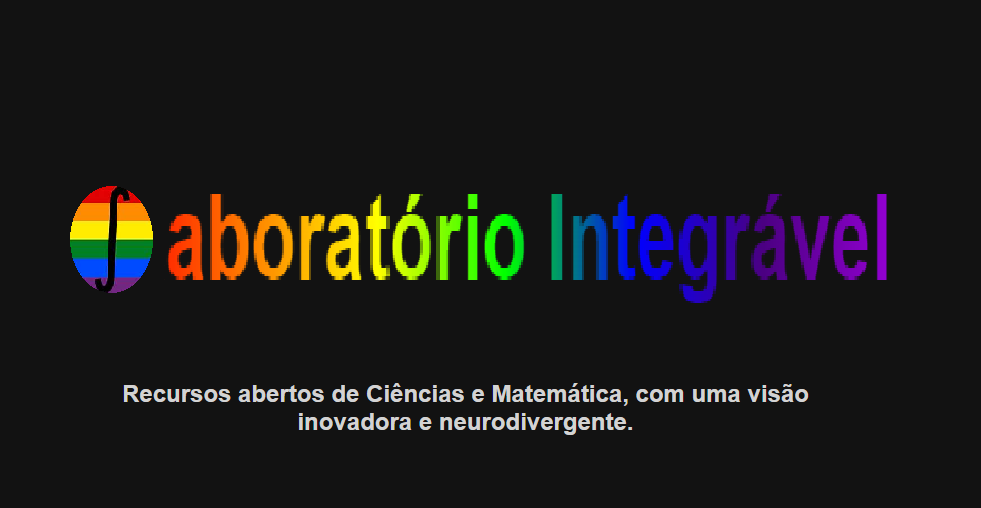 ∫aboratório Integrável
Recursos abertos de Ciências e Matemática, com uma visão
inovadora e neurodivergente.